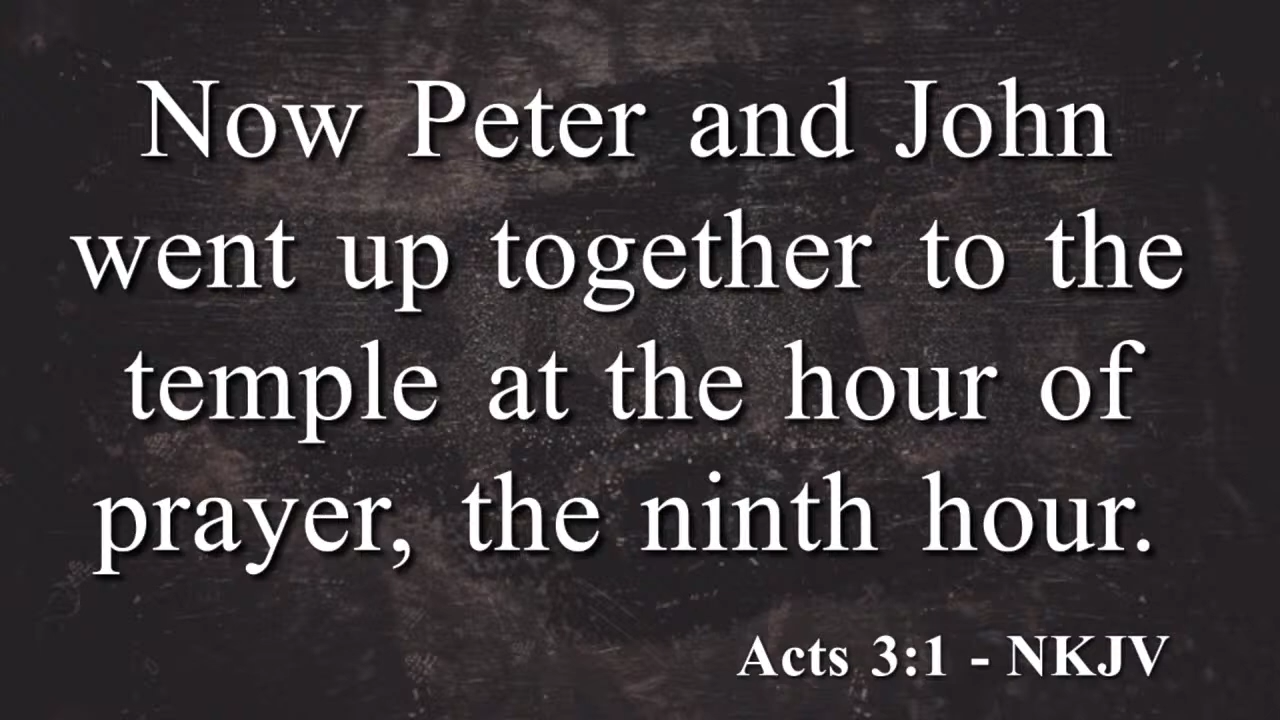 Now Peter and John
went up together to the
temple at the hour of
prayer, the ninth hour.
Acts 3:1 - NKJV